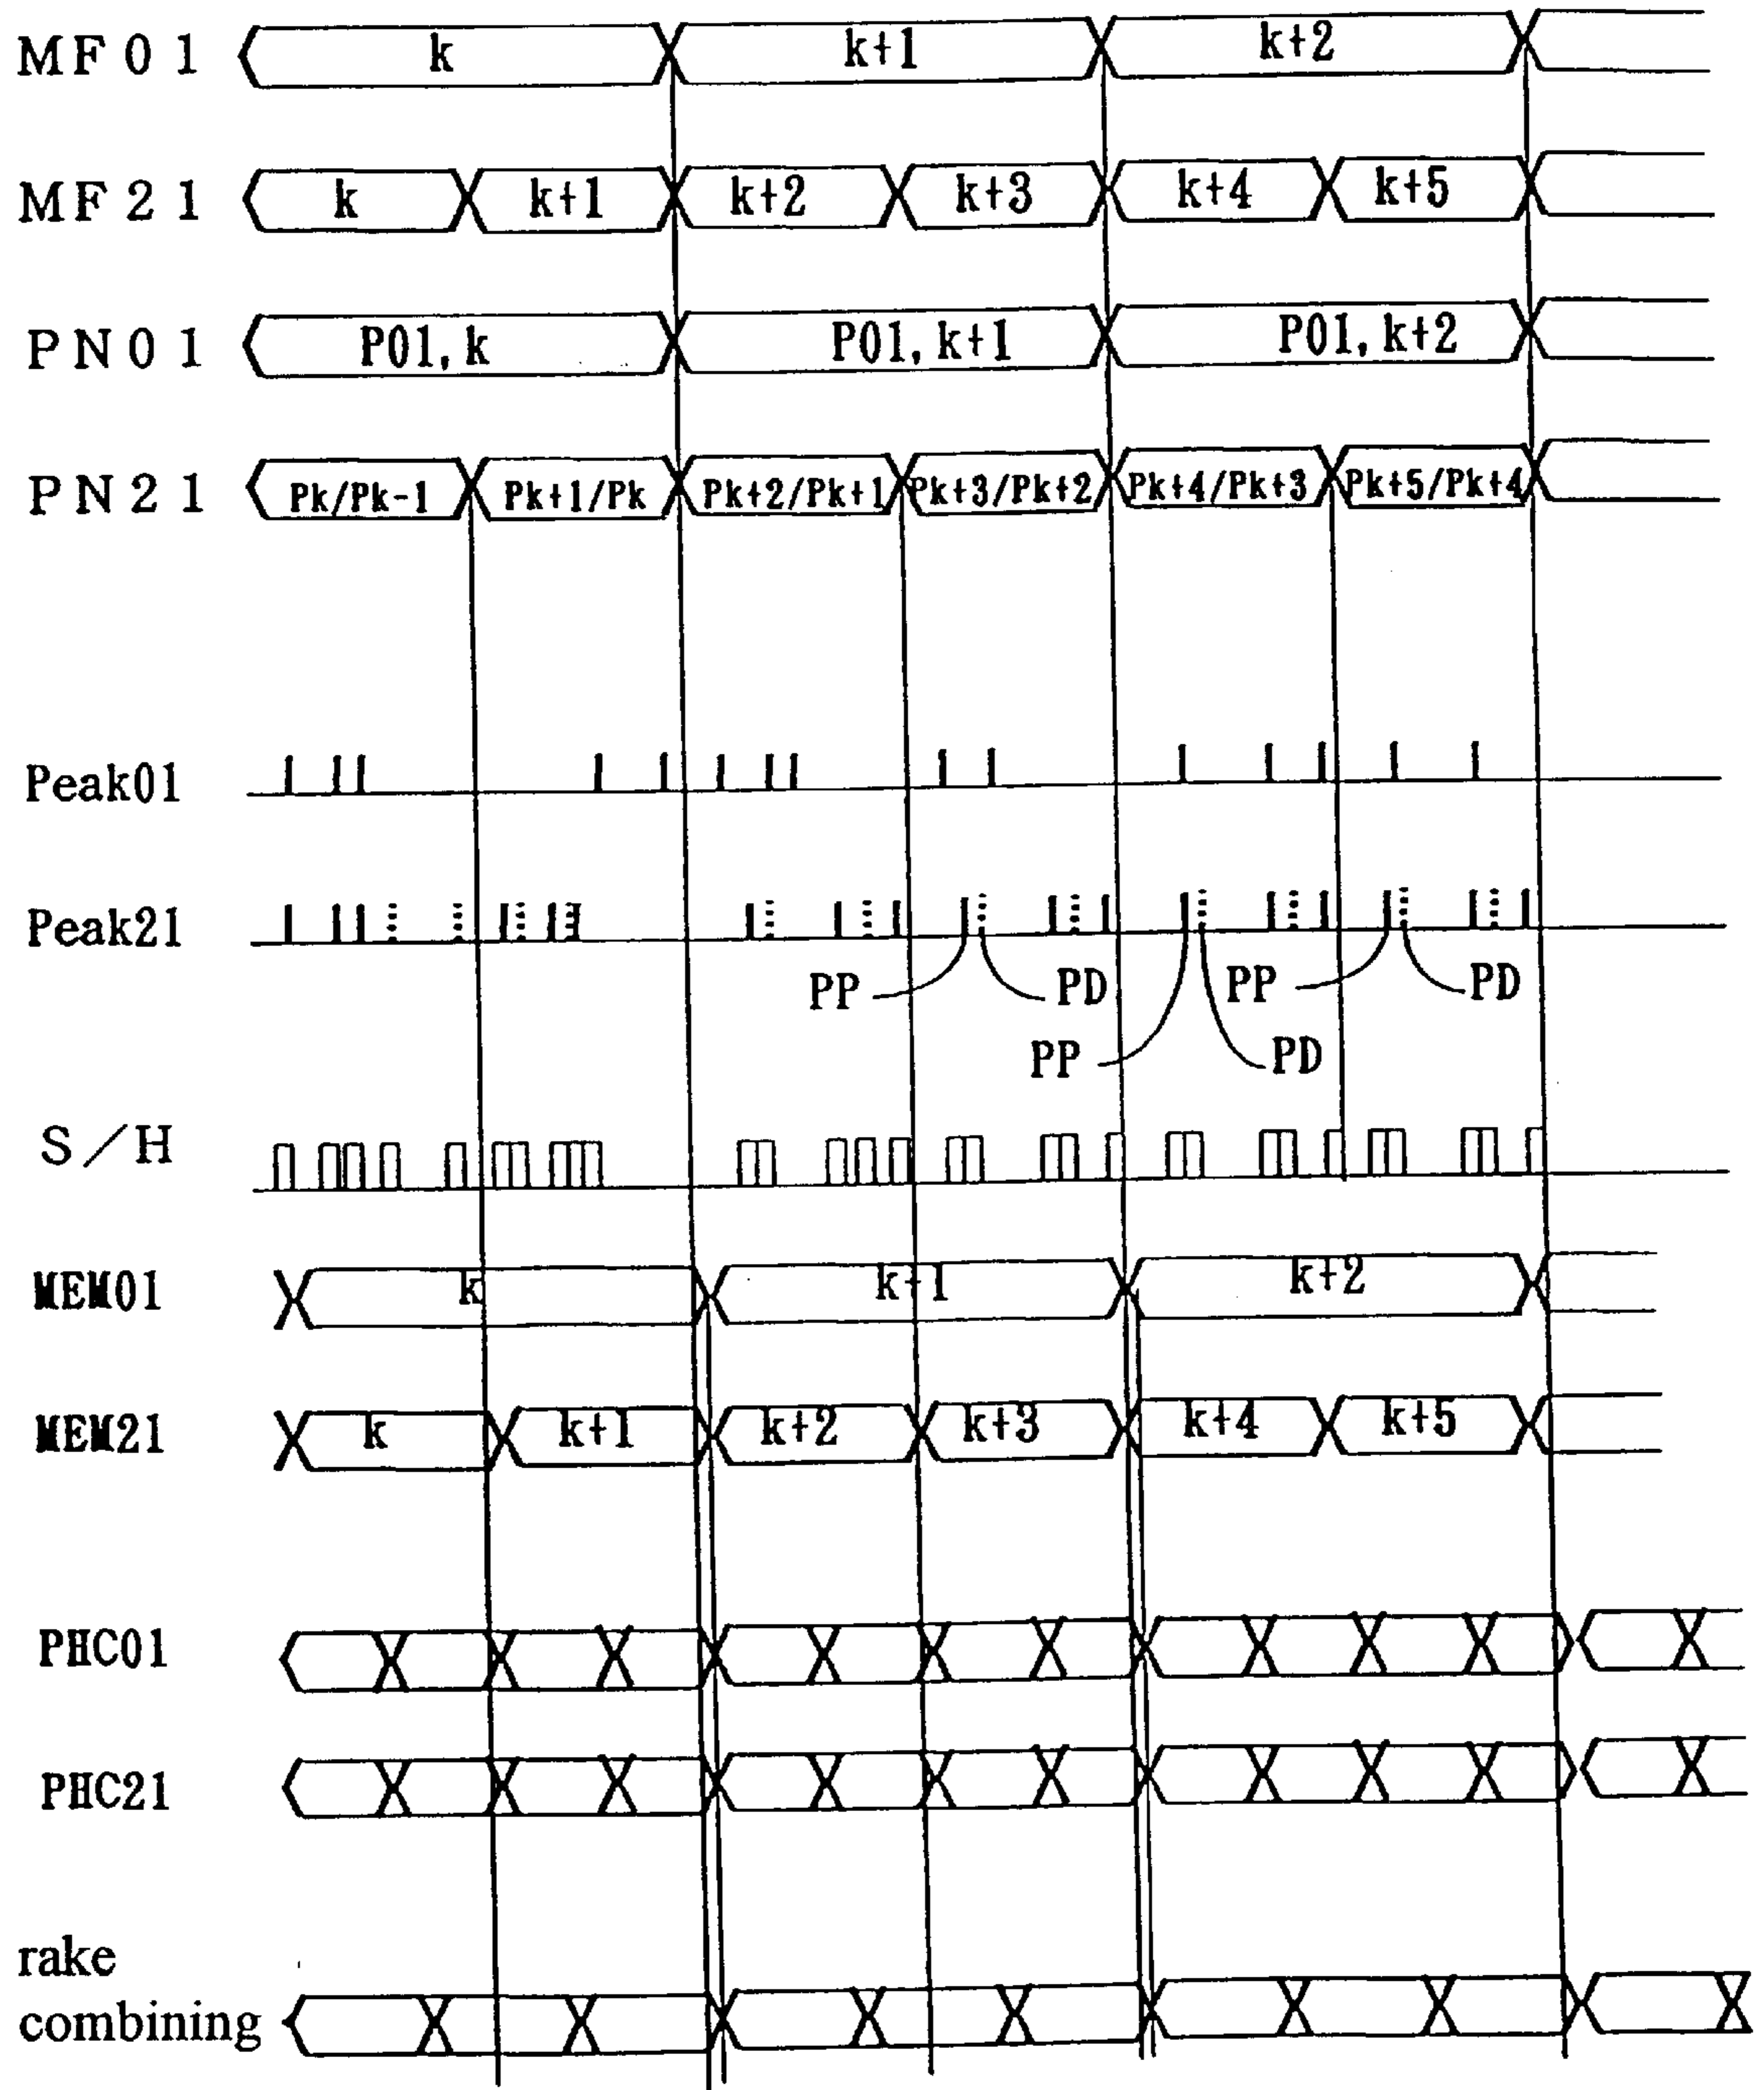 MF01 k k+1 k+2
MF21 k k+1 k+2 k+3 k+4 k+5
PN01 P01, k P01, k+1 P01, k+2
PN21 Pk/Pk-1 Pk+1/Pk Pk+2/Pk+1 Pk+3/Pk+2 Pk+4/Pk+3 Pk+5/Pk+4
Peak01
Peak21
PP PD PP PD
PP PD
S/H
MEM01 k k+1 k+2
MEM21 k k+1 k+2 k+3 k+4 k+5
PHC01
PHC21
rake
combining